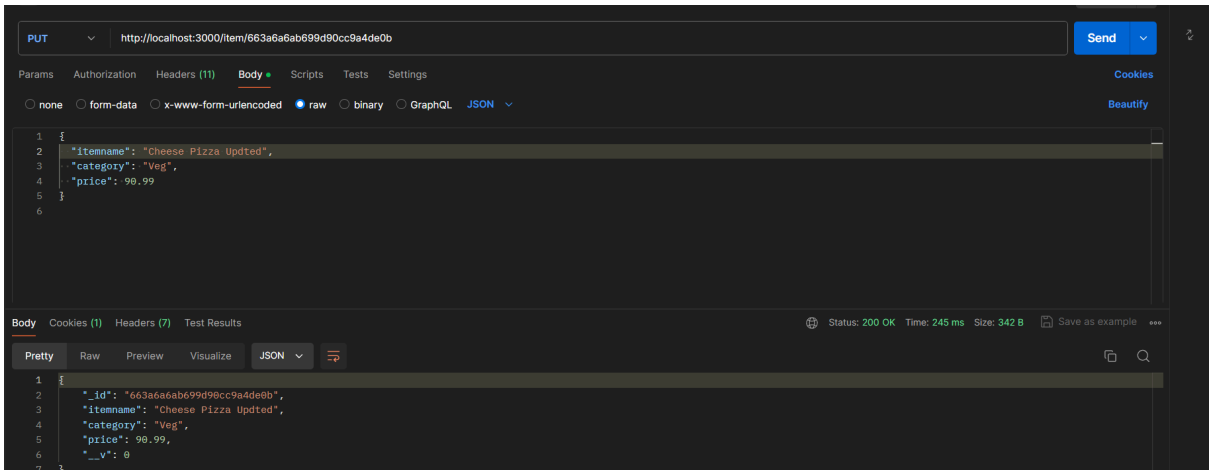 PUT http://localhost:3000/item/663a6a6ab699d90cc9a4de0b Send
Params Authorization Headers (11) Body Scripts Tests Settings Cookies
none form-data x-www-form-urlencoded raw binary GraphQL JSON Beautify
1 {
2 "itemname": "Cheese Pizza Updted",
3 "category": "Veg",
4 "price": 90.99
5 }
6
Body Cookies (1) Headers (7) Test Results Status: 200 OK Time: 245 ms Size: 342 B Save as example
Pretty Raw Preview Visualize JSON
1 {
2 "_id": "663a6a6ab699d90cc9a4de0b",
3 "itemname": "Cheese Pizza Updted",
4 "category": "Veg",
5 "price": 90.99,
6 "__v": 0
7 }